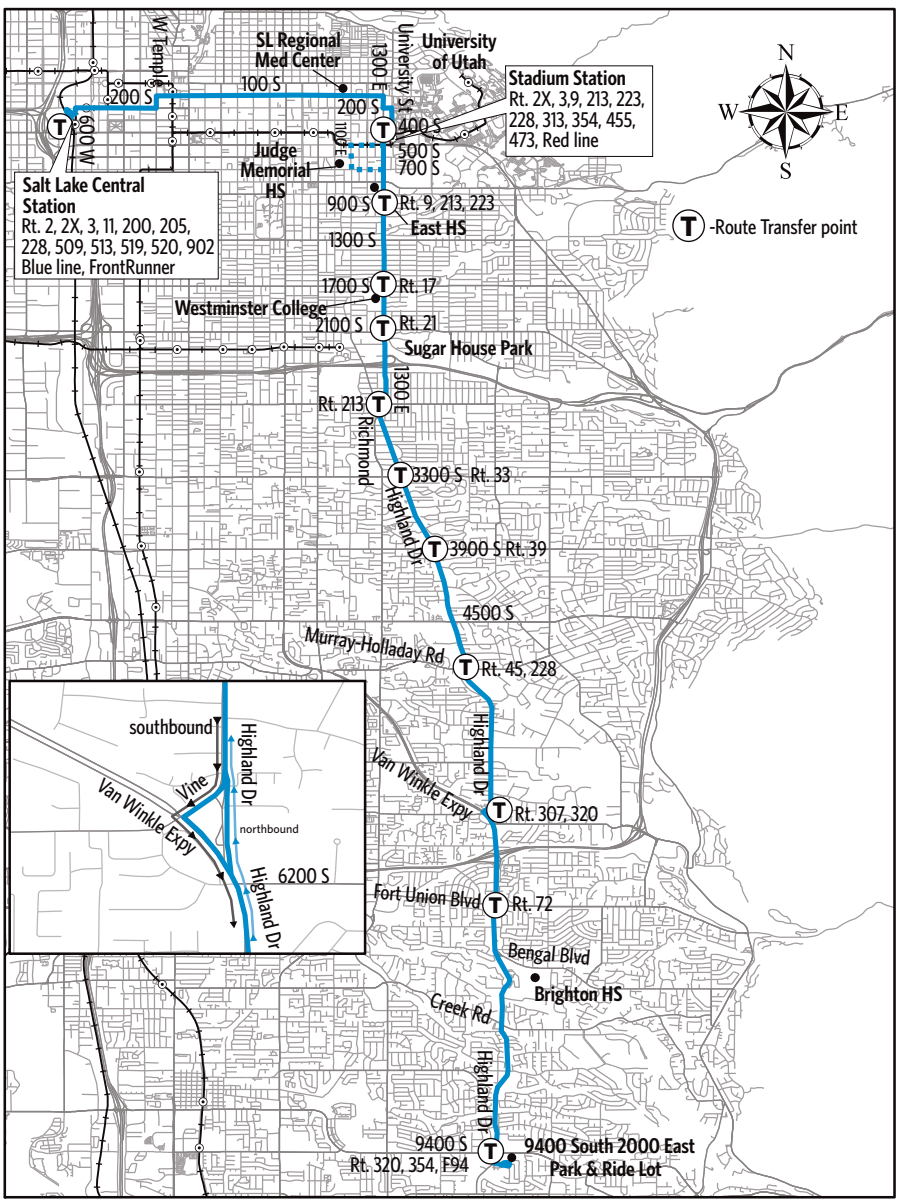 W Temple
SL Regional
Med Center
1300 E
University St
University
of Utah
100 S
200 S
200 S
600 W
400 S
500 S
700 S
1100 E
Judge
Memorial
HS
Stadium Station
Rt. 2X, 3,9, 213, 223,
228, 313, 354, 455,
473, Red line
N
W
E
S
Salt Lake Central
Station
Rt. 2, 2X, 3, 11, 200, 205,
228, 509, 513, 519, 520, 902
Blue line, FrontRunner
T
T
T
T -Route Transfer point
900 S
Rt. 9, 213, 223
East HS
1300 S
1700 S
T
Rt. 17
Westminster College
2100 S
T
Rt. 21
Sugar House Park
1300 E
Rt. 213
T
Richmond
T
3300 S Rt. 33
Highland Dr
T
3900 S Rt. 39
4500 S
Murray-Holladay Rd
T
Rt. 45, 228
Highland Dr
Van Winkle Expy
T
Rt. 307, 320
southbound
Highland Dr
Vine
Van Winkle Expy
northbound
6200 S
Highland Dr
Fort Union Blvd
T
Rt. 72
Bengal Blvd
Brighton HS
Creek Rd
Highland Dr
9400 S
Rt. 320, 354, F94
T
9400 South 2000 East
Park & Ride Lot